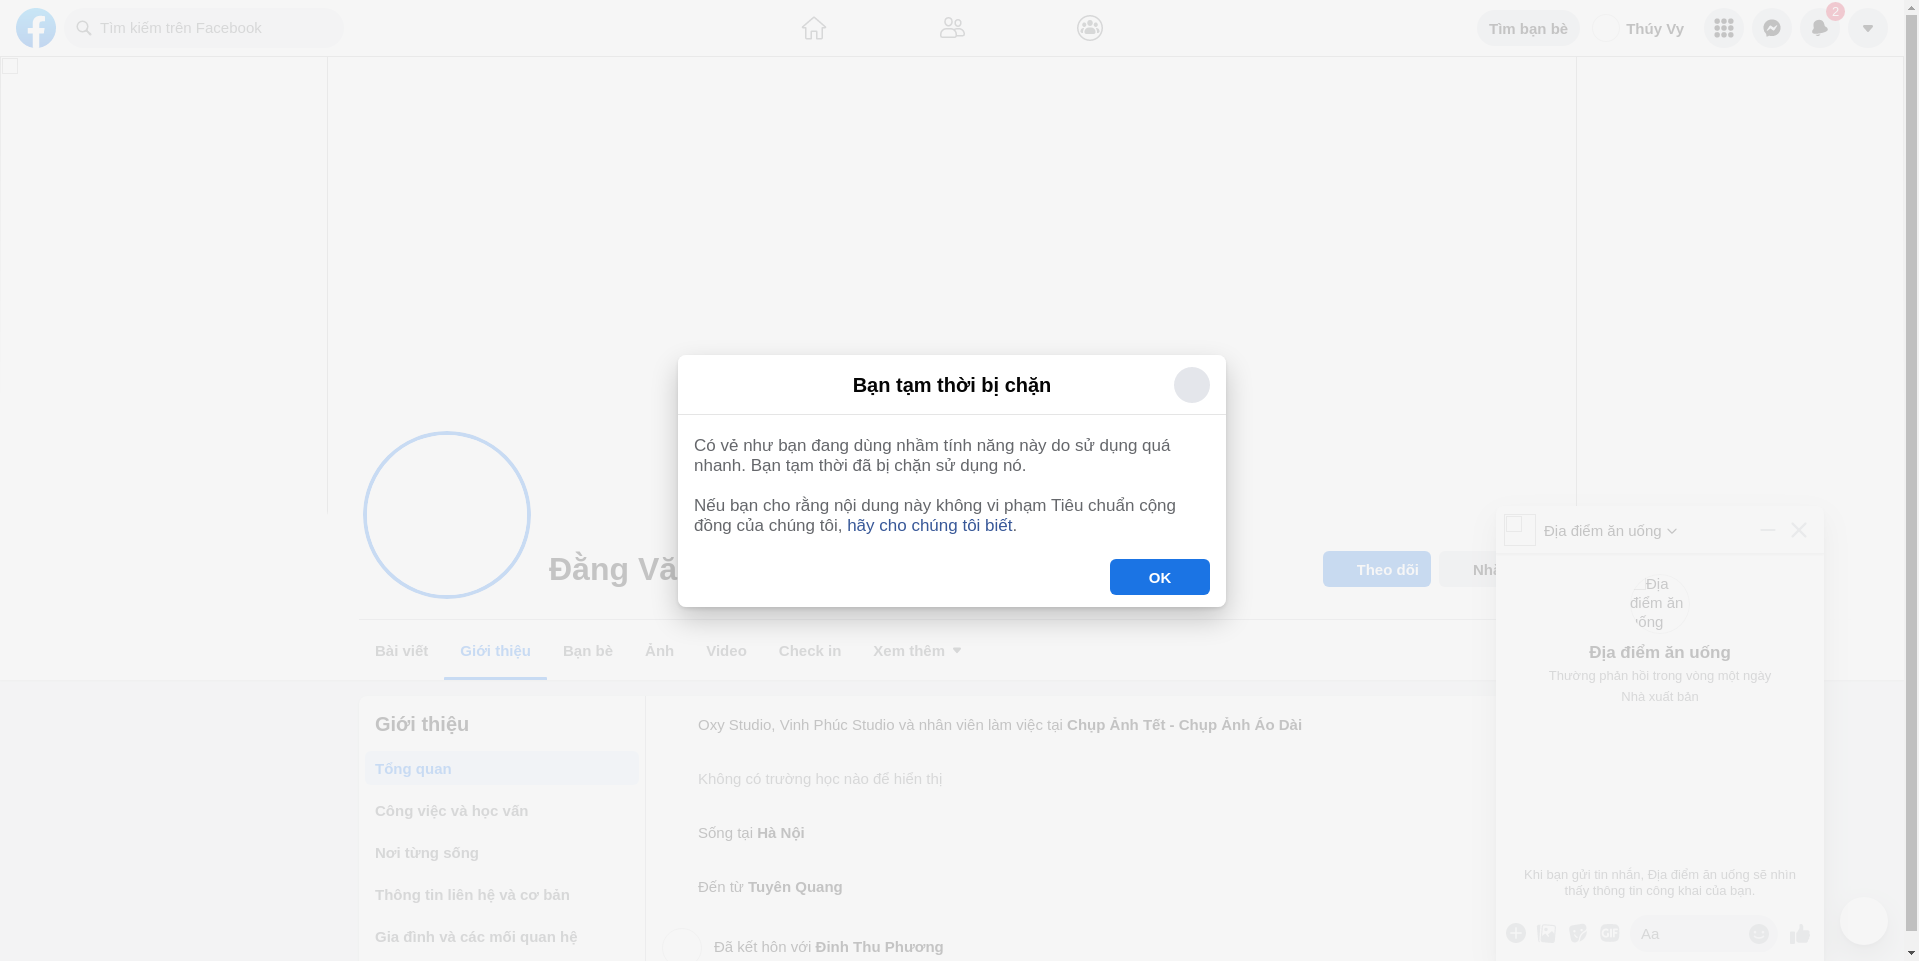 Tìm kiếm trên Facebook
Tìm bạn bè
Thúy Vy
2
Bạn tạm thời bị chặn
Có vẻ như bạn đang dùng nhầm tính năng này do sử dụng quá
nhanh. Bạn tạm thời đã bị chặn sử dụng nó.
Nếu bạn cho rằng nội dung này không vi phạm Tiêu chuẩn cộng
đồng của chúng tôi, hãy cho chúng tôi biết.
OK
Đằng Vă
Theo dõi
Bài viết
Giới thiệu
Bạn bè
Ảnh
Video
Check in
Xem thêm
Giới thiệu
Tổng quan
Công việc và học vấn
Nơi từng sống
Thông tin liên hệ và cơ bản
Gia đình và các mối quan hệ
Oxy Studio, Vinh Phúc Studio và nhân viên làm việc tại Chụp Ảnh Tết - Chụp Ảnh Áo Dài
Không có trường học nào để hiển thị
Sống tại Hà Nội
Đến từ Tuyên Quang
Đã kết hôn với Đinh Thu Phương
Địa điểm ăn uống
Địa
điểm ăn
uống
Địa điểm ăn uống
Thường phản hồi trong vòng một ngày
Nhà xuất bản
Khi bạn gửi tin nhắn, Địa điểm ăn uống sẽ nhìn
thấy thông tin công khai của bạn.
GIF
Aa